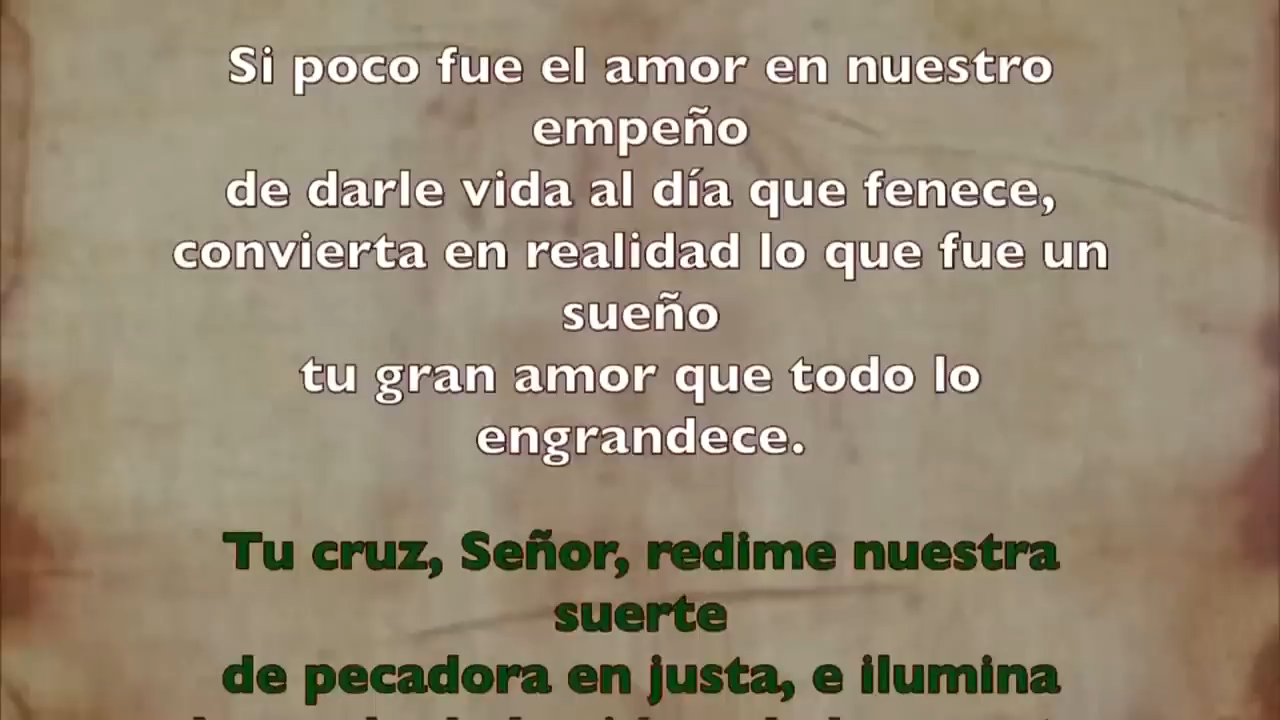 Si poco fue el amor en nuestro
empeño
de darle vida al día que fenece,
convierta en realidad lo que fue un
sueño
tu gran amor que todo lo
engrandece.
Tu cruz, Señor, redime nuestra
suerte
de pecadora en justa, e ilumina